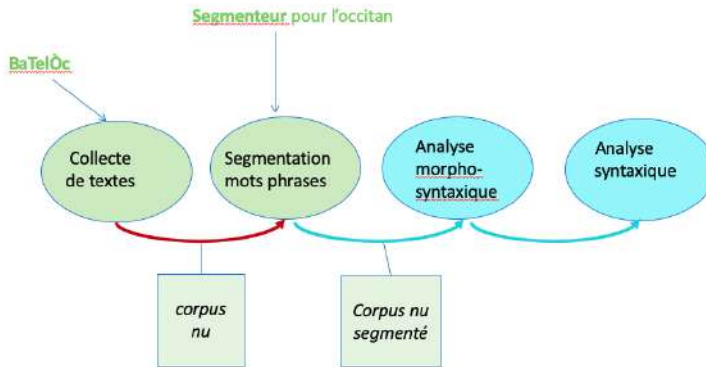 Segmenteur pour l'occitan
BaTelÒc
Collecte
de textes
Segmentation
mots phrases
Analyse
morpho-
syntaxique
Analyse
syntaxique
corpus
nu
Corpus nu
segmenté